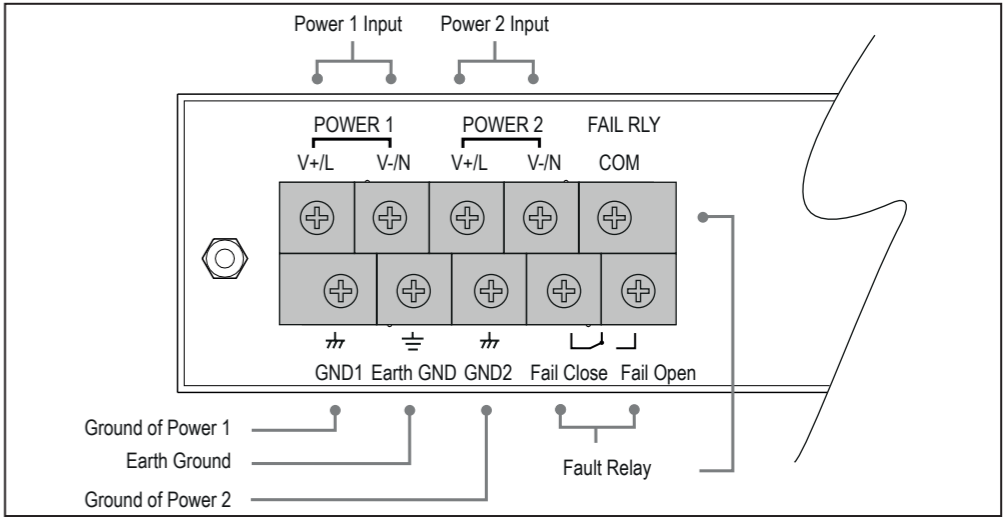 Power 1 Input Power 2 Input
POWER 1 POWER 2 FAIL RLY
V+/L V-/N V+/L V-/N COM
GND1 Earth GND GND2 Fail Close Fail Open
Ground of Power 1
Earth Ground
Fault Relay
Ground of Power 2